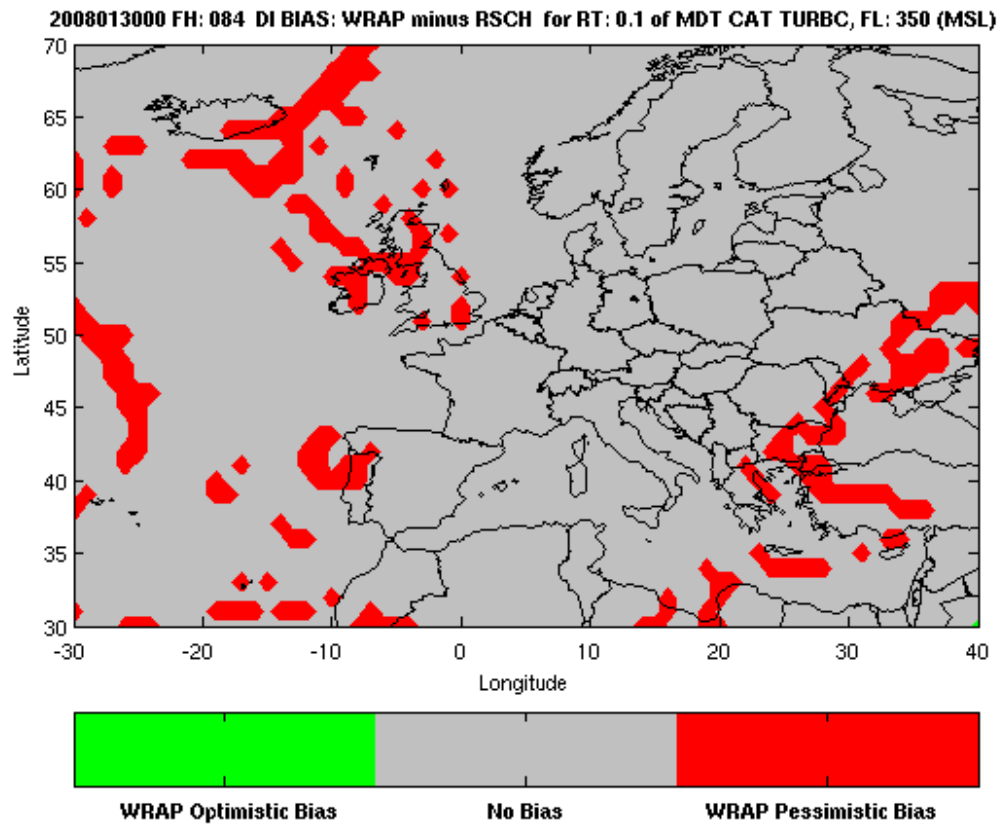 2008013000 FH: 084 DI BIAS: WRAP minus RSCH for RT: 0.1 of MDT CAT TURBC, FL: 350 (MSL)
70
65
60
55
50
45
40
35
30
Latitude
-30
-20
-10
0
10
20
30
40
Longitude
WRAP Optimistic Bias
No Bias
WRAP Pessimistic Bias